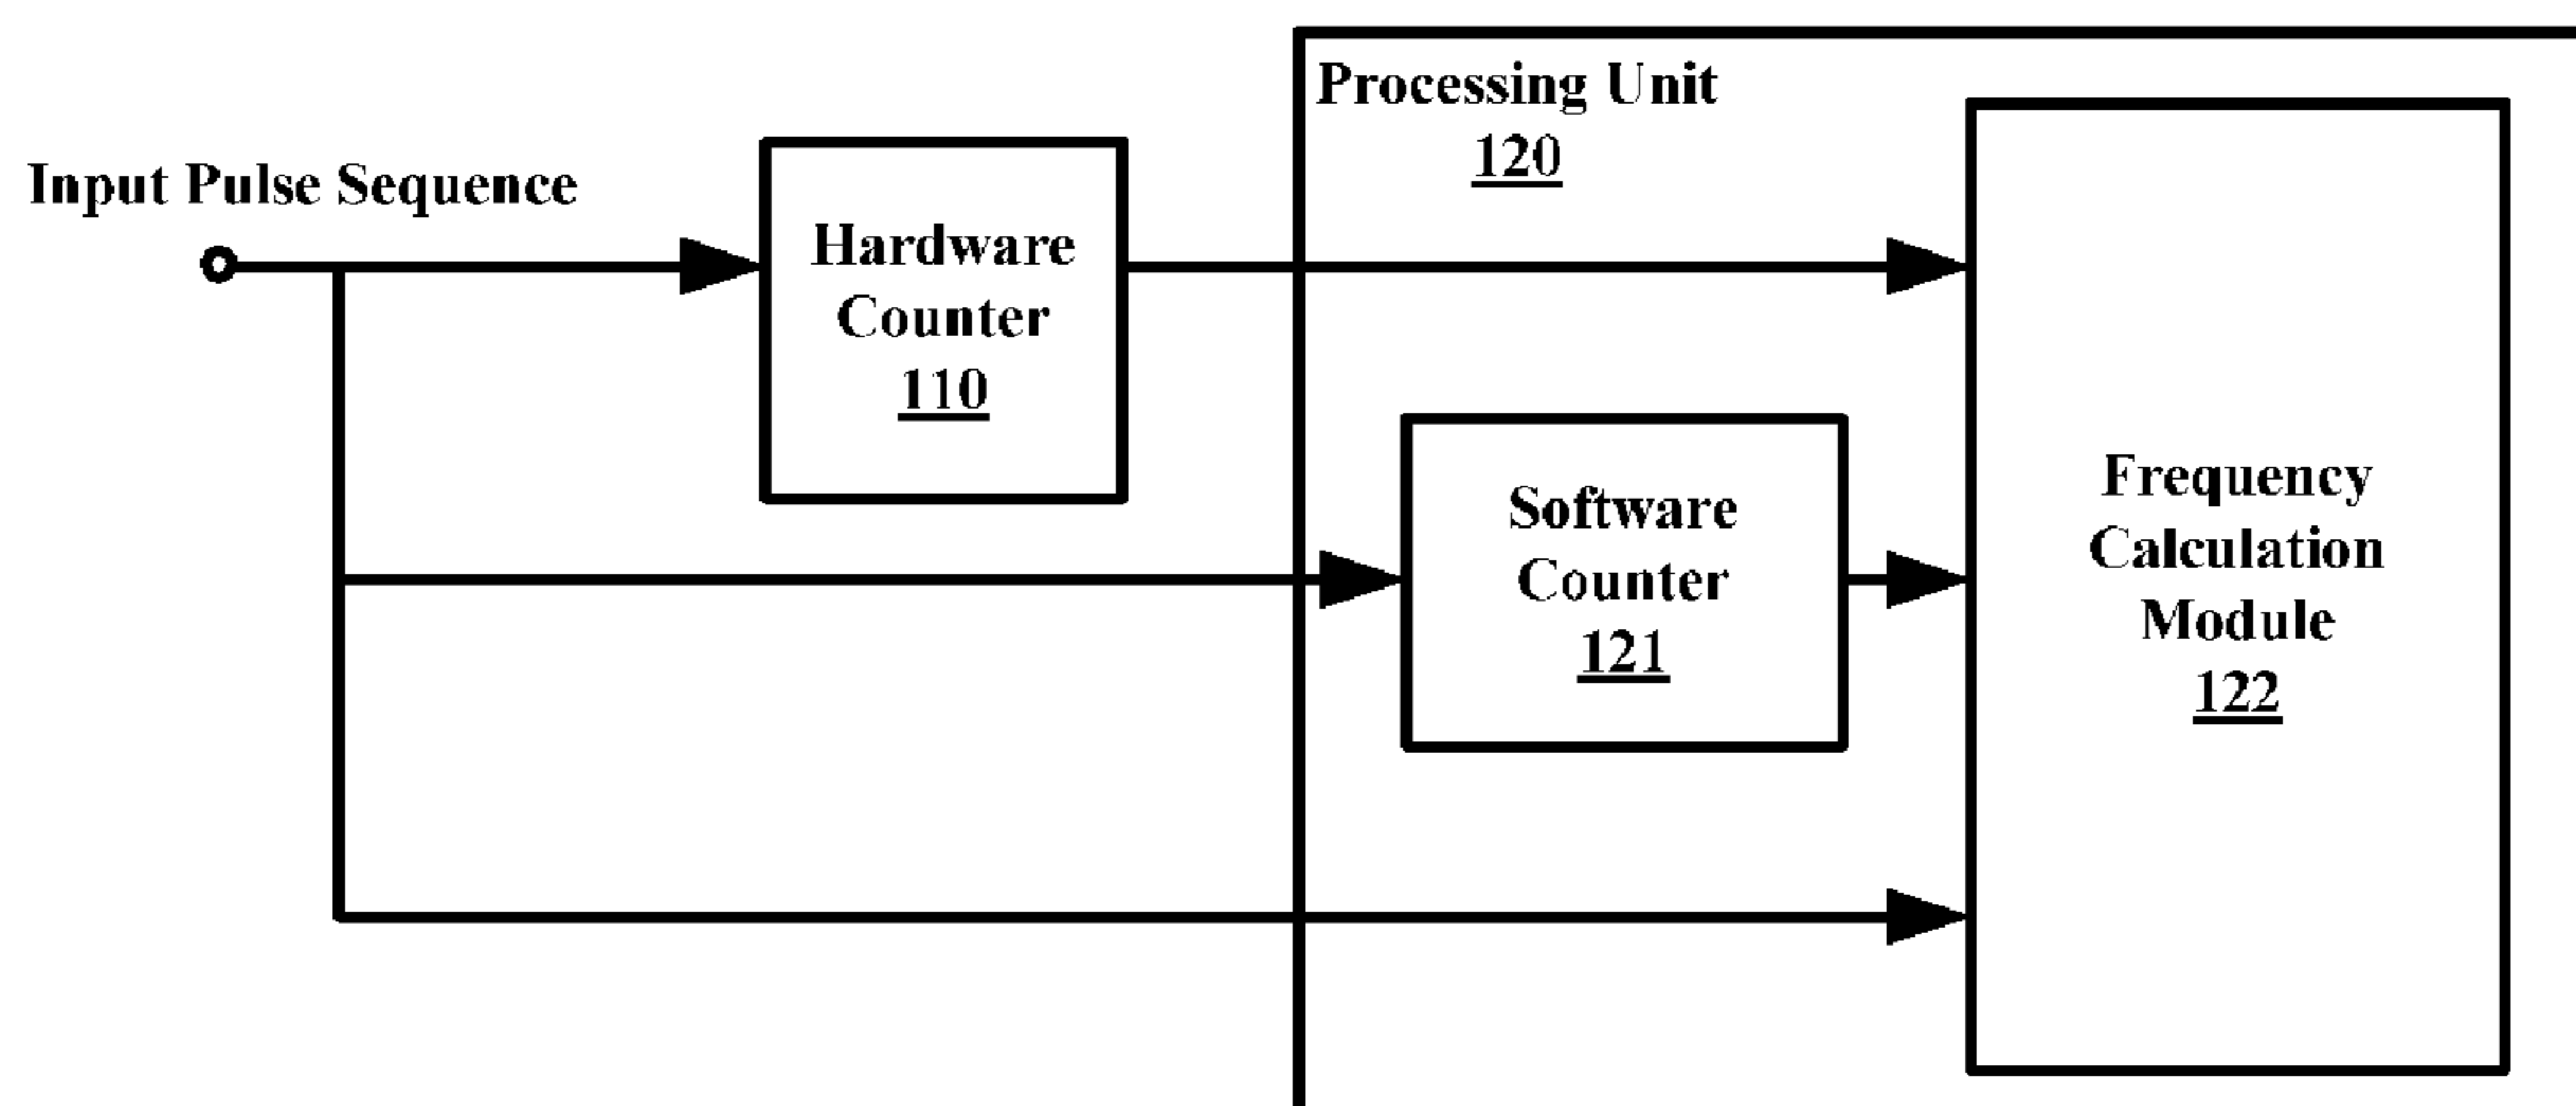 Input Pulse Sequence
Hardware
Counter
110
Processing Unit
120
Software
Counter
121
Frequency
Calculation
Module
122